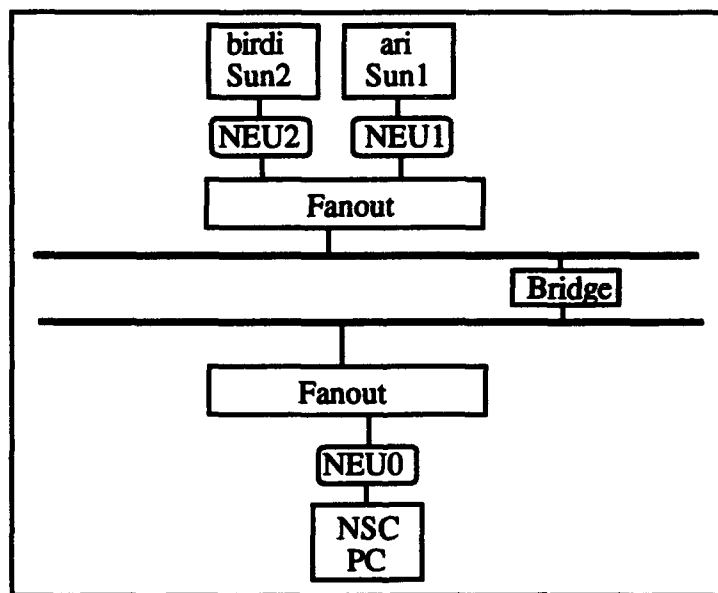 birdi
Sun2
ari
Sun1
NEU2
NEU1
Fanout
Bridge
Fanout
NEU0
NSC
PC